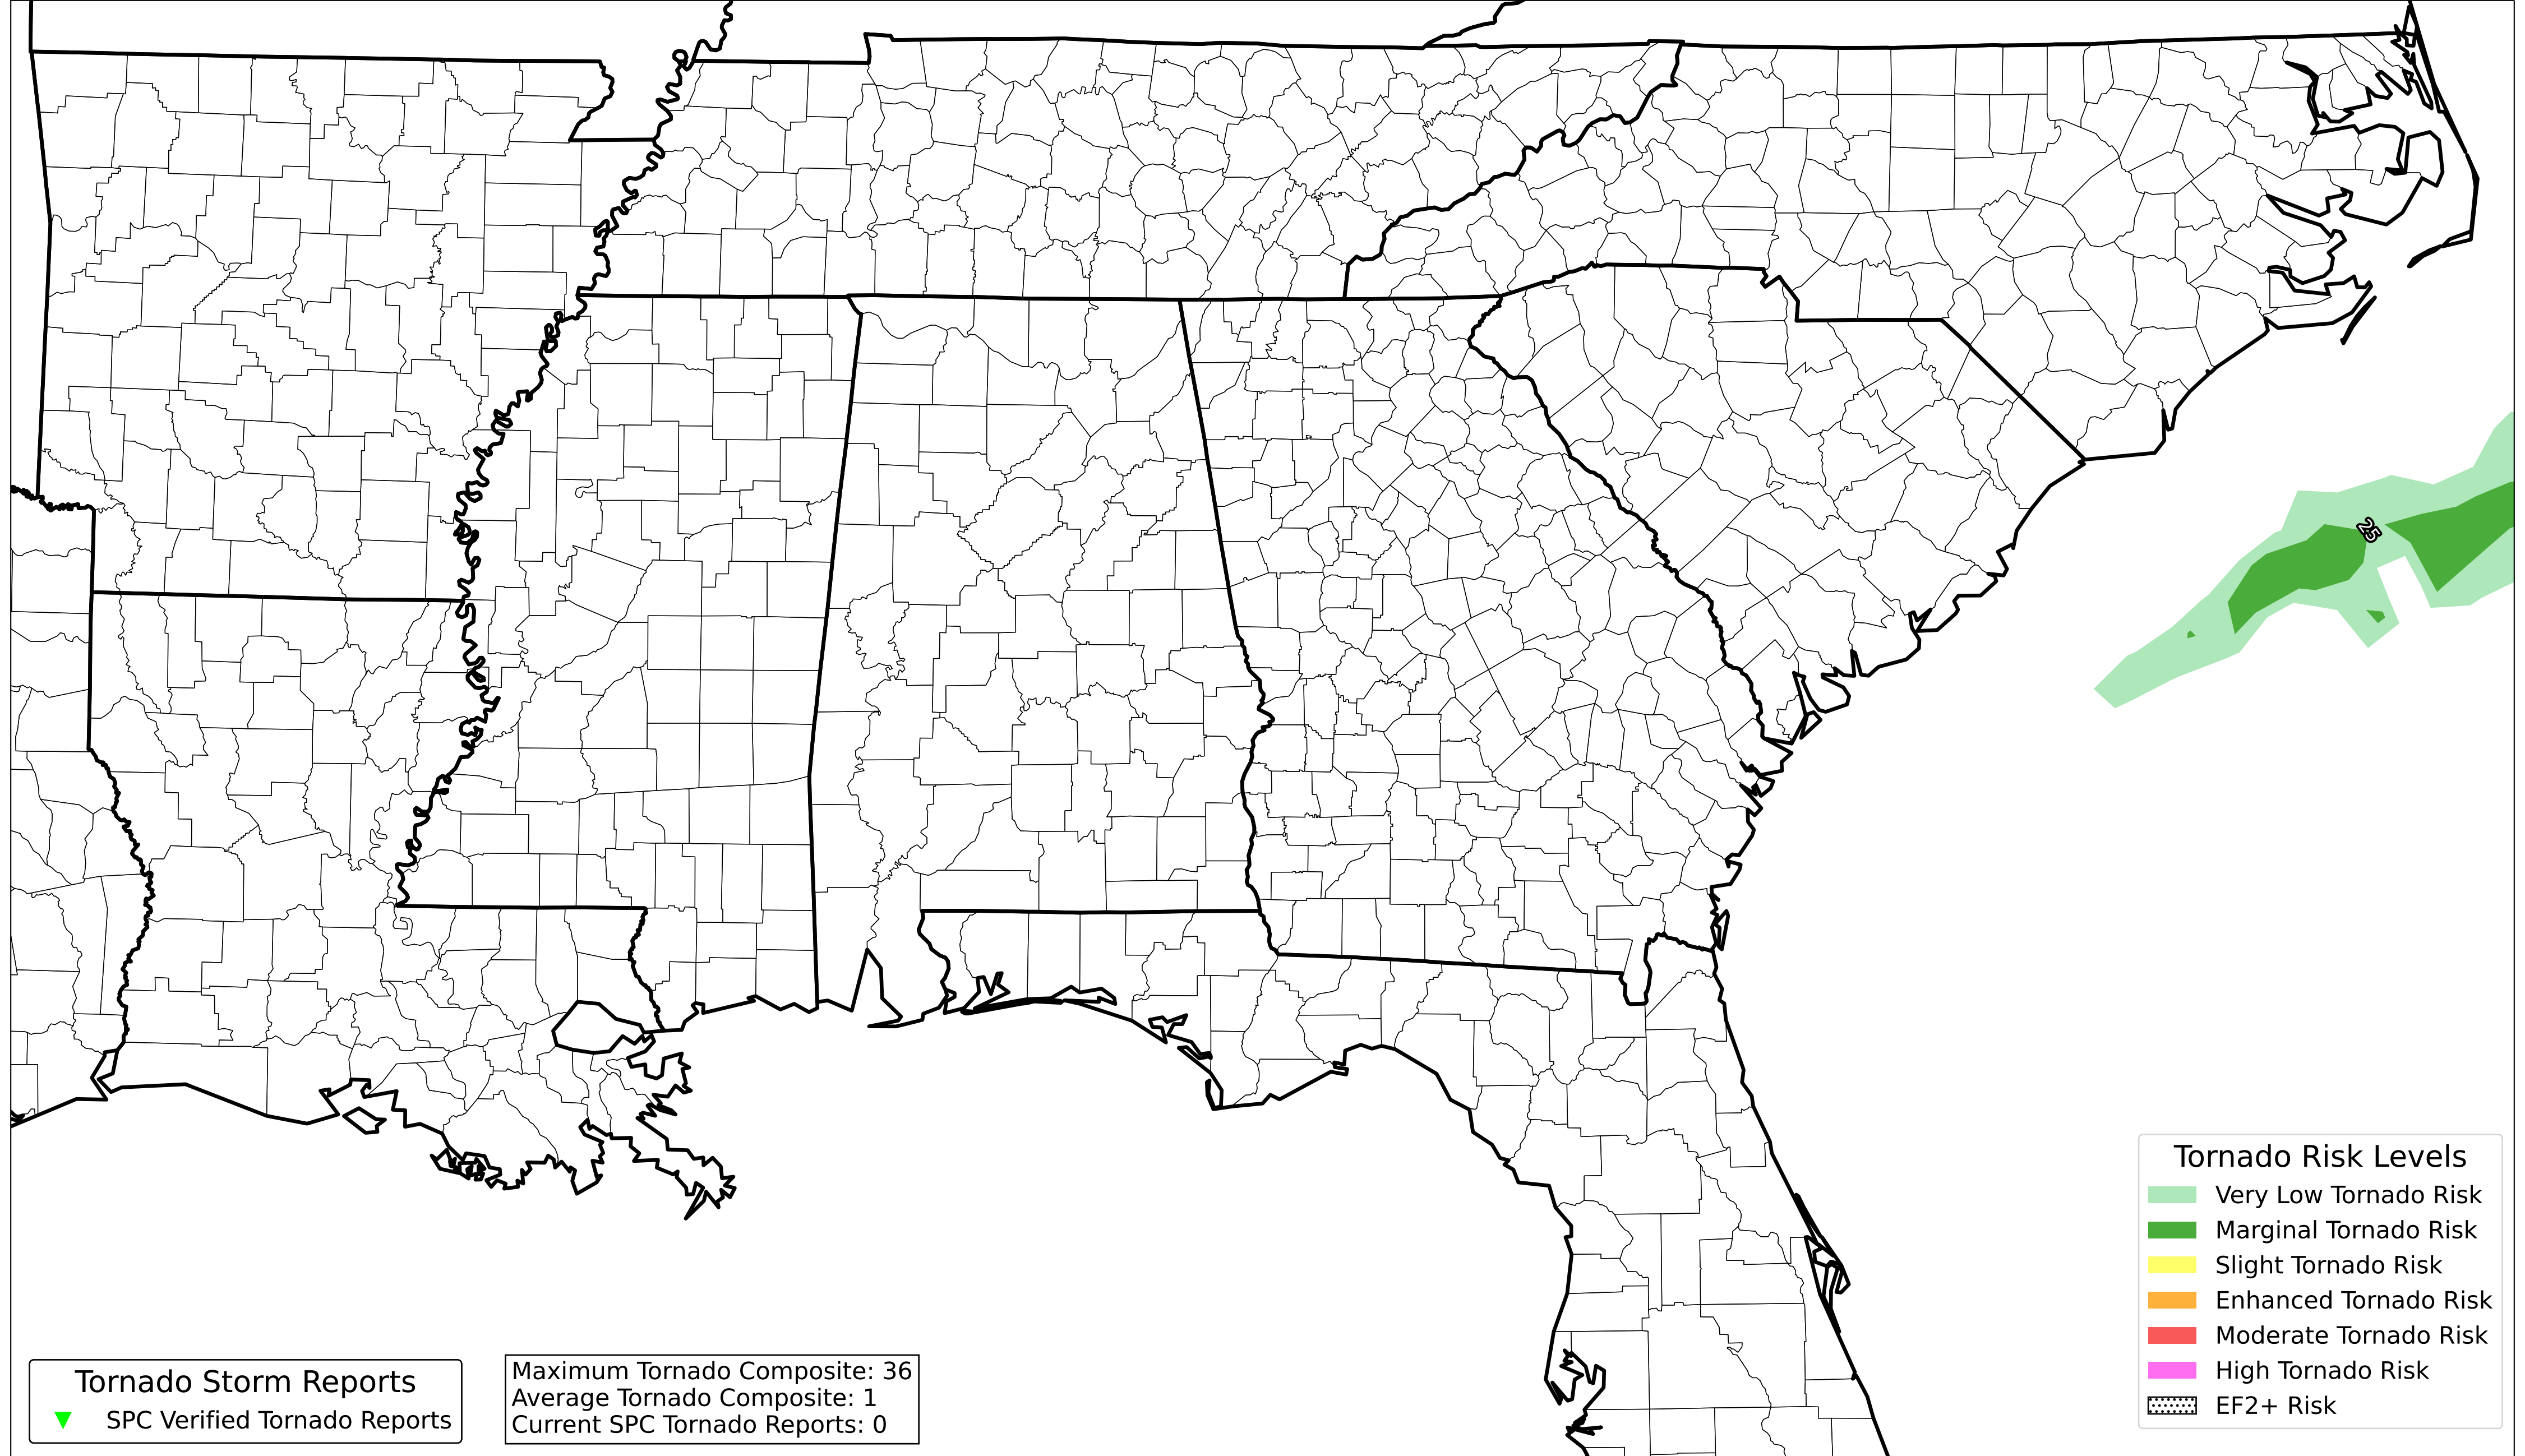 25
Tornado Risk Levels
Very Low Tornado Risk
Marginal Tornado Risk
Slight Tornado Risk
Enhanced Tornado Risk
Moderate Tornado Risk
High Tornado Risk
EF2+ Risk
Tornado Storm Reports
SPC Verified Tornado Reports
Maximum Tornado Composite: 36
Average Tornado Composite: 1
Current SPC Tornado Reports: 0